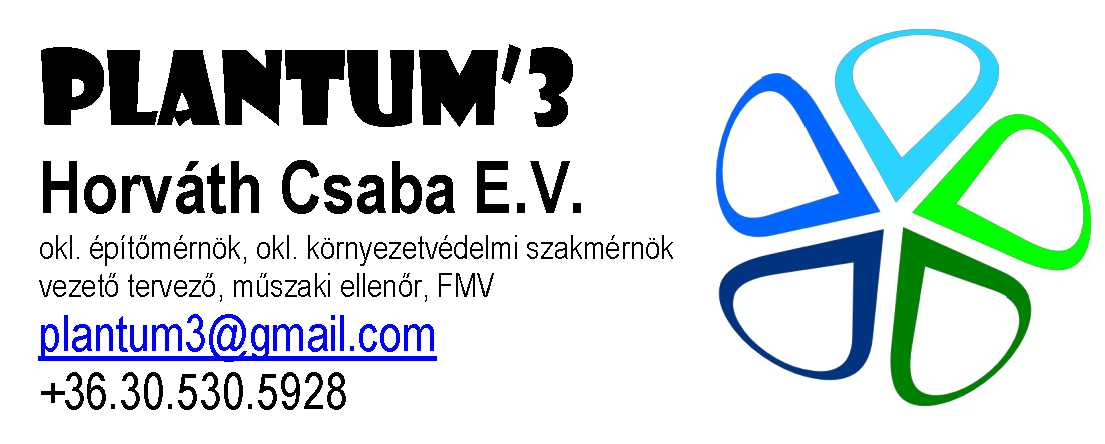 PLANTUM'3
Horváth Csaba E.V.
okl. építőmérnök, okl. környezetvédelmi szakmérnök
vezető tervező, műszaki ellenőr, FMV
plantum3@gmail.com
+36.30.530.5928